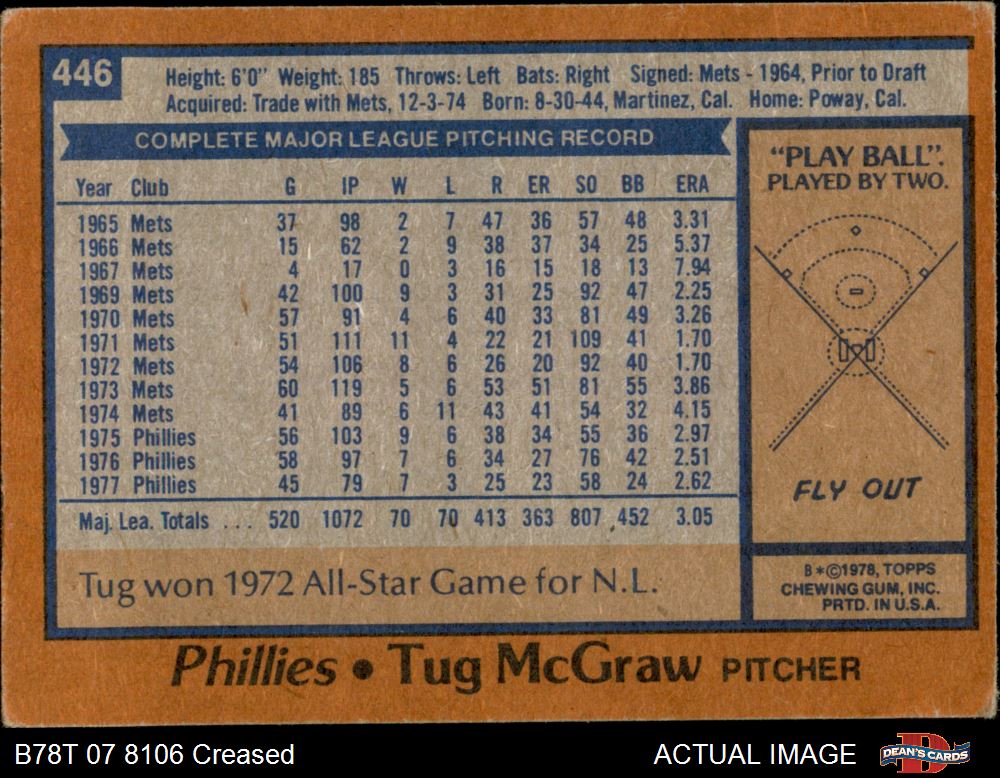 446
Height: 6'0" Weight: 185 Throws: Left Bats: Right Signed: Mets - 1964, Prior to Draft
Acquired: Trade with Mets, 12-3-74 Born: 8-30-44, Martinez, Cal. Home: Poway, Cal.
COMPLETE MAJOR LEAGUE PITCHING RECORD
Year Club G IP W L R ER SO BB ERA
1965 Mets 37 98 2 7 47 36 57 48 3.31
1966 Mets 15 62 2 9 38 37 34 25 5.37
1967 Mets 4 17 0 3 16 15 18 13 7.94
1969 Mets 42 100 9 3 31 25 92 47 2.25
1970 Mets 57 91 4 6 40 33 81 49 3.26
1971 Mets 51 111 11 4 22 21 109 41 1.70
1972 Mets 54 106 8 6 26 20 92 40 1.70
1973 Mets 60 119 5 6 53 51 81 55 3.86
1974 Mets 41 89 6 11 43 41 54 32 4.15
1975 Phillies 56 103 9 6 38 34 55 36 2.97
1976 Phillies 58 97 7 6 34 27 76 42 2.51
1977 Phillies 45 79 7 3 25 23 58 24 2.62
Maj. Lea. Totals ... 520 1072 70 70 413 363 807 452 3.05
Tug won 1972 All-Star Game for N.L.
"PLAY BALL".
PLAYED BY TWO.
FLY OUT
B*©1978, TOPPS
CHEWING GUM, INC.
PRTD. IN U.S.A.
Phillies • Tug McGraw PITCHER
B78T 07 8106 Creased
ACTUAL IMAGE
D
DEAN'S CARDS